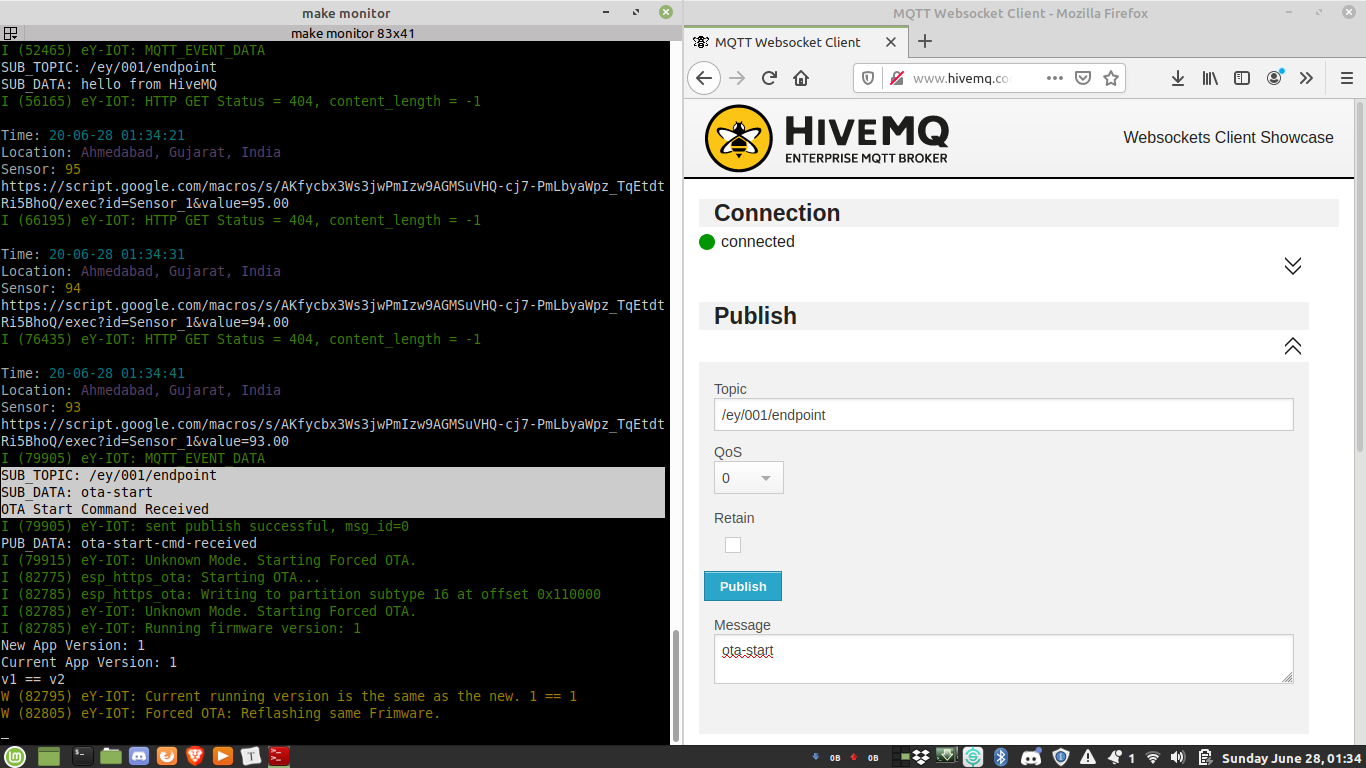 make monitor
make monitor 83x41
I (52465) eY-IOT: MQTT_EVENT_DATA
SUB_TOPIC: /ey/001/endpoint
SUB_DATA: hello from HiveMQ
I (56165) eY-IOT: HTTP GET Status = 404, content_length = -1
Time: 20-06-28 01:34:21
Location: Ahmedabad, Gujarat, India
Sensor: 95
https://script.google.com/macros/s/AKfycbx3Ws3jwPmIzw9AGMSuVHQ-cj7-PmLbyaWpz_TqEtdt
Ri5BhoQ/exec?id=Sensor_1&value=95.00
I (66195) eY-IOT: HTTP GET Status = 404, content_length = -1
Time: 20-06-28 01:34:31
Location: Ahmedabad, Gujarat, India
Sensor: 94
https://script.google.com/macros/s/AKfycbx3Ws3jwPmIzw9AGMSuVHQ-cj7-PmLbyaWpz_TqEtdt
Ri5BhoQ/exec?id=Sensor_1&value=94.00
I (76435) eY-IOT: HTTP GET Status = 404, content_length = -1
Time: 20-06-28 01:34:41
Location: Ahmedabad, Gujarat, India
Sensor: 93
https://script.google.com/macros/s/AKfycbx3Ws3jwPmIzw9AGMSuVHQ-cj7-PmLbyaWpz_TqEtdt
Ri5BhoQ/exec?id=Sensor_1&value=93.00
I (79905) eY-IOT: MQTT_EVENT_DATA
SUB_TOPIC: /ey/001/endpoint
SUB_DATA: ota-start
OTA Start Command Received
I (79905) eY-IOT: sent publish successful, msg_id=0
PUB_DATA: ota-start-cmd-received
I (79915) eY-IOT: Unknown Mode. Starting Forced OTA.
I (82775) esp_https_ota: Starting OTA...
I (82785) esp_https_ota: Writing to partition subtype 16 at offset 0x110000
I (82785) eY-IOT: Unknown Mode. Starting Forced OTA.
I (82785) eY-IOT: Running firmware version: 1
New App Version: 1
Current App Version: 1
v1 == v2
W (82795) eY-IOT: Current running version is the same as the new. 1 == 1
W (82805) eY-IOT: Forced OTA: Reflashing same Frimware.
MQTT Websocket Client - Mozilla Firefox
MQTT Websocket Client
www.hivemq.co
HIVEMQ
ENTERPRISE MQTT BROKER
Websockets Client Showcase
Connection
connected
Publish
Topic
/ey/001/endpoint
QoS
0
Retain
Publish
Message
ota-start
0B 0B 1 Sunday June 28, 01:34